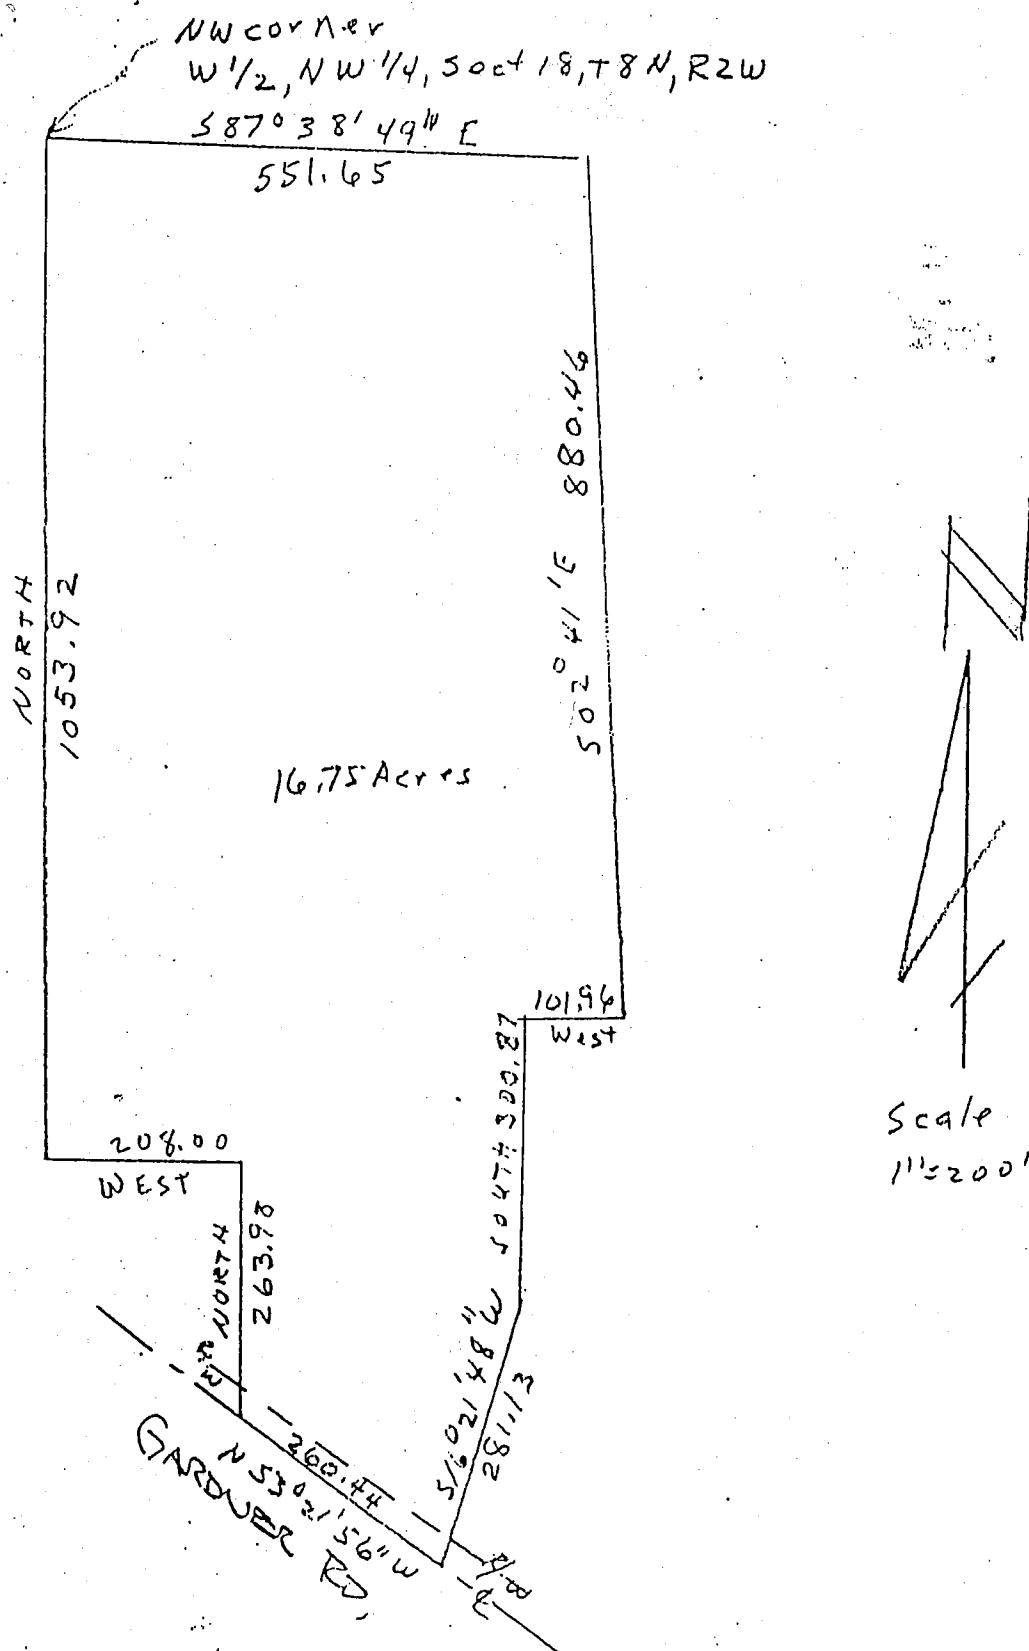 NW corner
W 1/2, NW 1/4, Sect 18, T8N, R2W
S87°38'49" E
551.65
S02°41'E 880.46
NORTH
1053.92
16.75 Acres
101.96
West
SOUTH 300.87
208.00
WEST
NORTH
263.98
S16°21'48"W
281.13
260.44
N53°21'56"W
GARDNER RD,
N
Scale
1"=200'